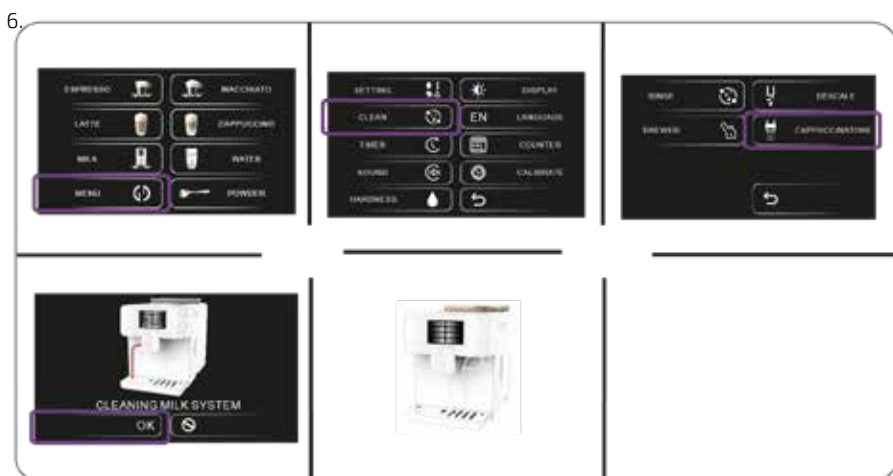 6.
ESPRESSO MACCHIATO
LATTE CAPPUCCINO
MILK WATER
MENU POWDER
SETTING DISPLAY
CLEAN EN LANGUAGE
TIMER COUNTER
SOUND CALIBRATE
HARDNESS
RINSE DESCALE
BREWER CAPPUCCINATORE
CLEANING MILK SYSTEM
OK